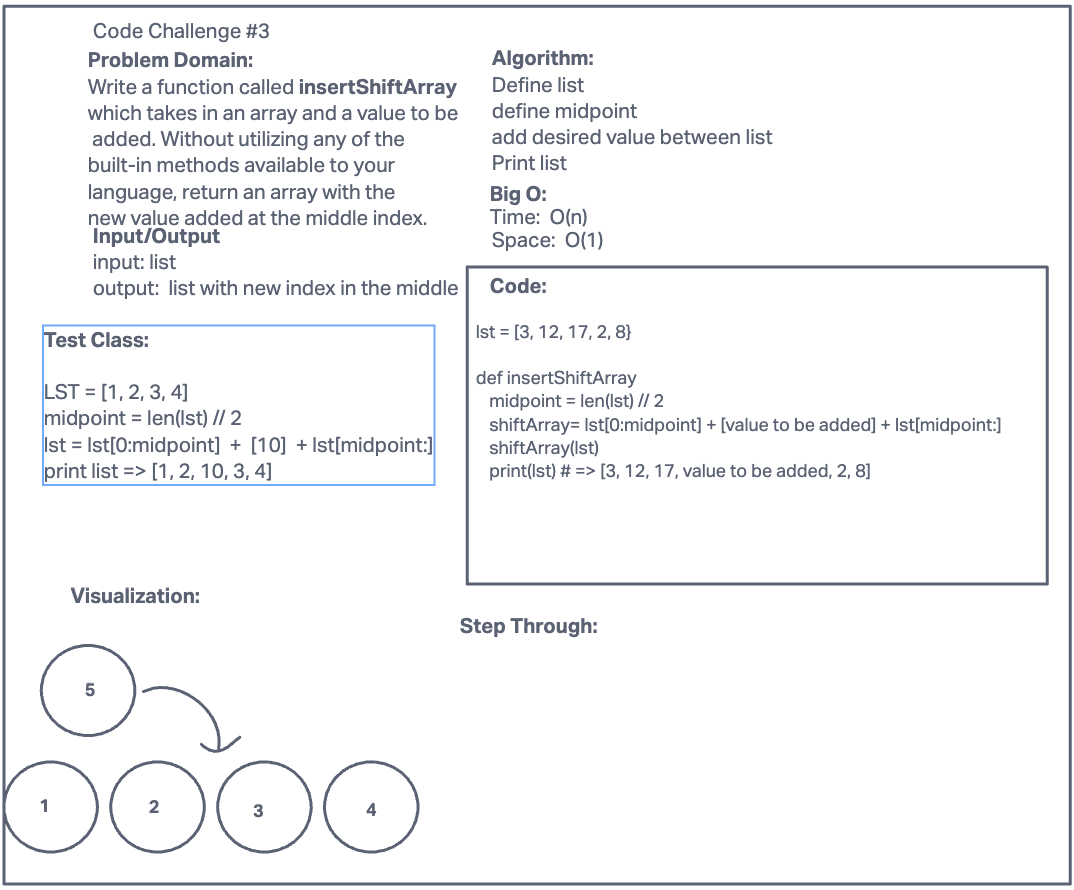 Code Challenge #3
Problem Domain:
Write a function called insertShiftArray
which takes in an array and a value to be
added. Without utilizing any of the
built-in methods available to your
language, return an array with the
new value added at the middle index.
Input/Output
input: list
output: list with new index in the middle
Test Class:
LST = [1, 2, 3, 4]
midpoint = len(lst) // 2
lst = lst[0:midpoint] + [10] + lst[midpoint:]
print list => [1, 2, 10, 3, 4]
Visualization:
5
1 2 3 4
Algorithm:
Define list
define midpoint
add desired value between list
Print list
Big O:
Time: O(n)
Space: O(1)
Code:
lst = [3, 12, 17, 2, 8}
def insertShiftArray
midpoint = len(lst) // 2
shiftArray= lst[0:midpoint] + [value to be added] + lst[midpoint:]
shiftArray(lst)
print(lst) # => [3, 12, 17, value to be added, 2, 8]
Step Through: